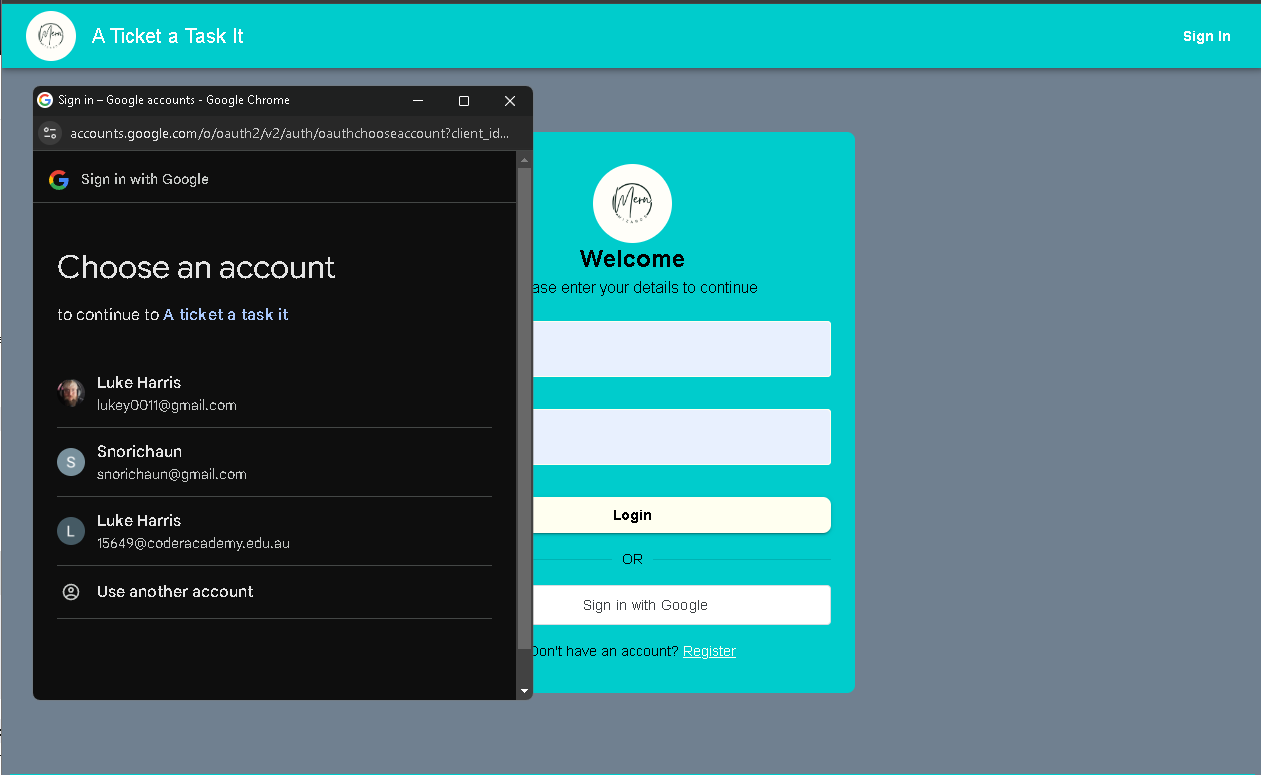 Mern
A Ticket a Task It
Sign In
Sign in – Google accounts - Google Chrome
accounts.google.com/o/oauth2/v2/auth/oauthchooseaccount?client_id...
Sign in with Google
Choose an account
to continue to A ticket a task it
Luke Harris
lukey0011@gmail.com
S
Snorichaun
snorichaun@gmail.com
L
Luke Harris
15649@coderacademy.edu.au
Use another account
Mern
WIZARDS
Welcome
ase enter your details to continue
Login
OR
Sign in with Google
Don't have an account? Register